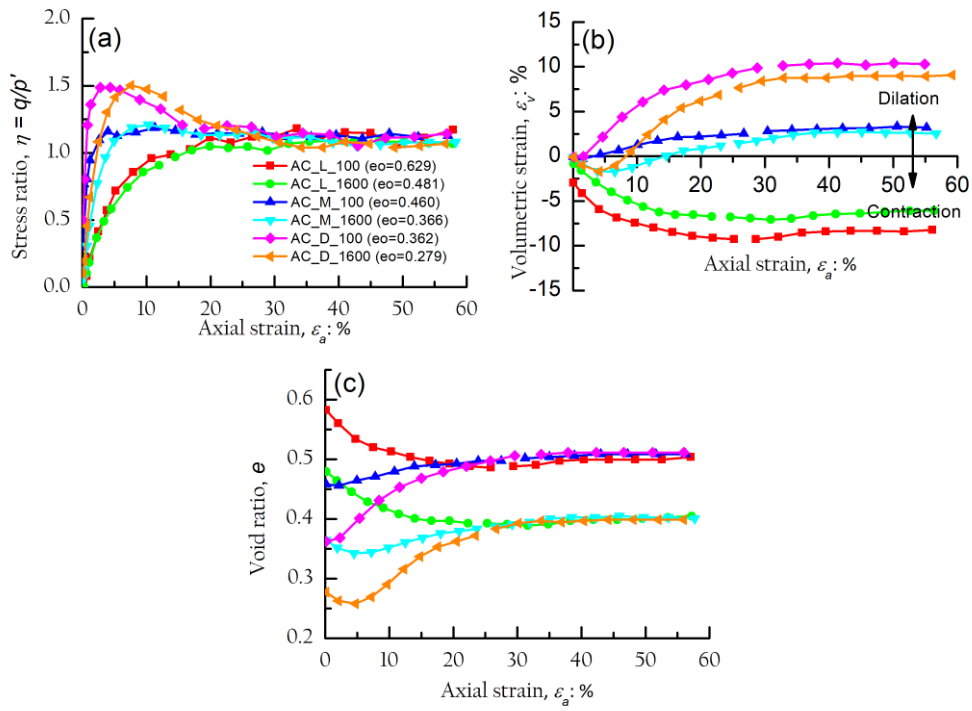 (a)
Stress ratio, η = q/p'
2.0
1.5
1.0
0.5
0.0
AC_L_100 (eo=0.629)
AC_L_1600 (eo=0.481)
AC_M_100 (eo=0.460)
AC_M_1600 (eo=0.366)
AC_D_100 (eo=0.362)
AC_D_1600 (eo=0.279)
0 10 20 30 40 50 60
Axial strain, εa: %
(b)
Volumetric strain, εv: %
15
10
5
0
-5
-10
-15
Dilation
10 20 30 40 50 60
Contraction
Axial strain, εa: %
(c)
Void ratio, e
0.6
0.5
0.4
0.3
0.2
0 10 20 30 40 50 60
Axial strain, εa: %